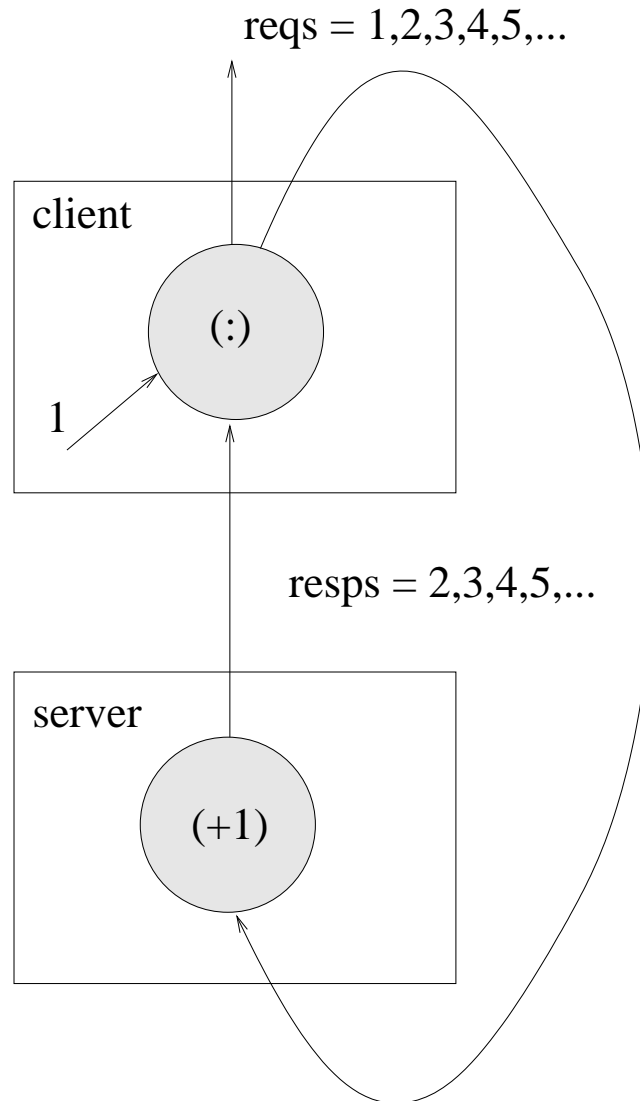 reqs = 1,2,3,4,5,...
client
(:)
1
resps = 2,3,4,5,...
server
(+1)